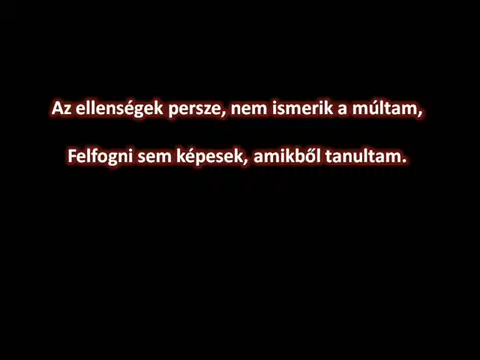 Az ellenségek persze, nem ismerik a múltam,
Felfogni sem képesek, amikből tanultam.